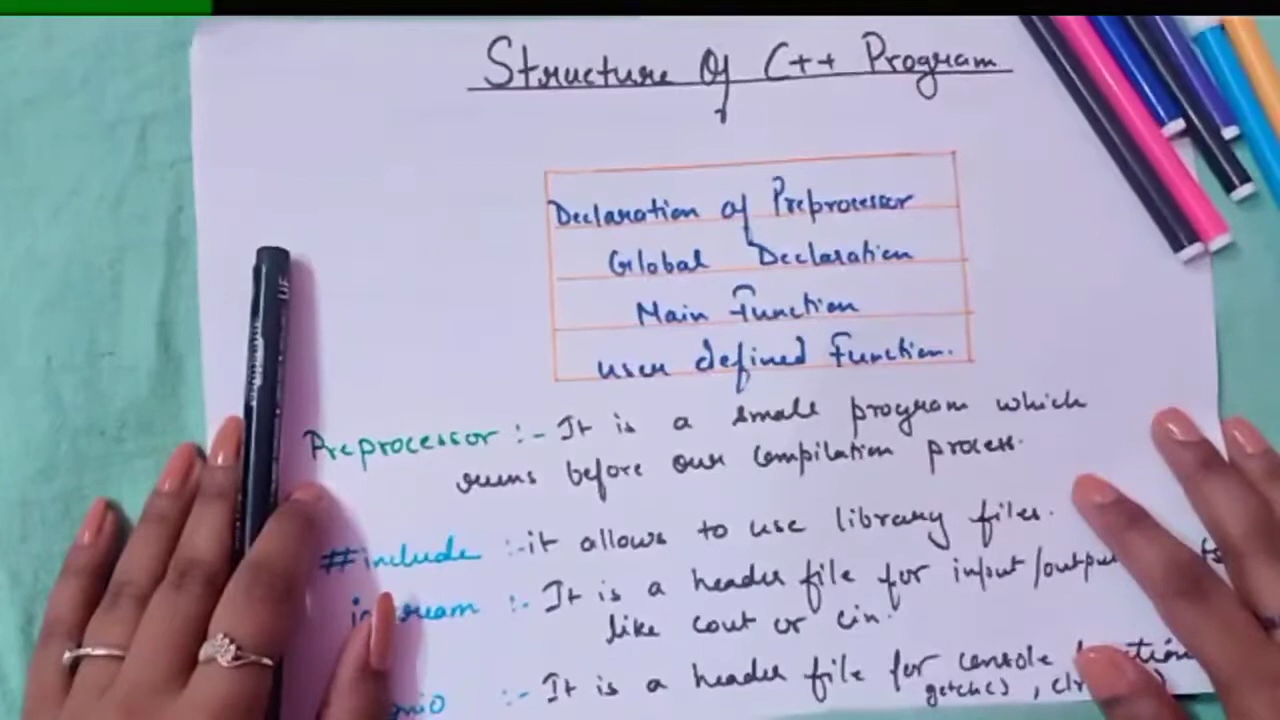 Structure Of C++ Program
Declaration of Preprocessor
Global Declaration
Main Function
user defined Function.
Preprocessor :- It is a small program which
runs before our compilation process.
#include :- it allows to use library files.
:- It is a header file for input/output
like cout or cin.
:- It is a header file for console
getch(),